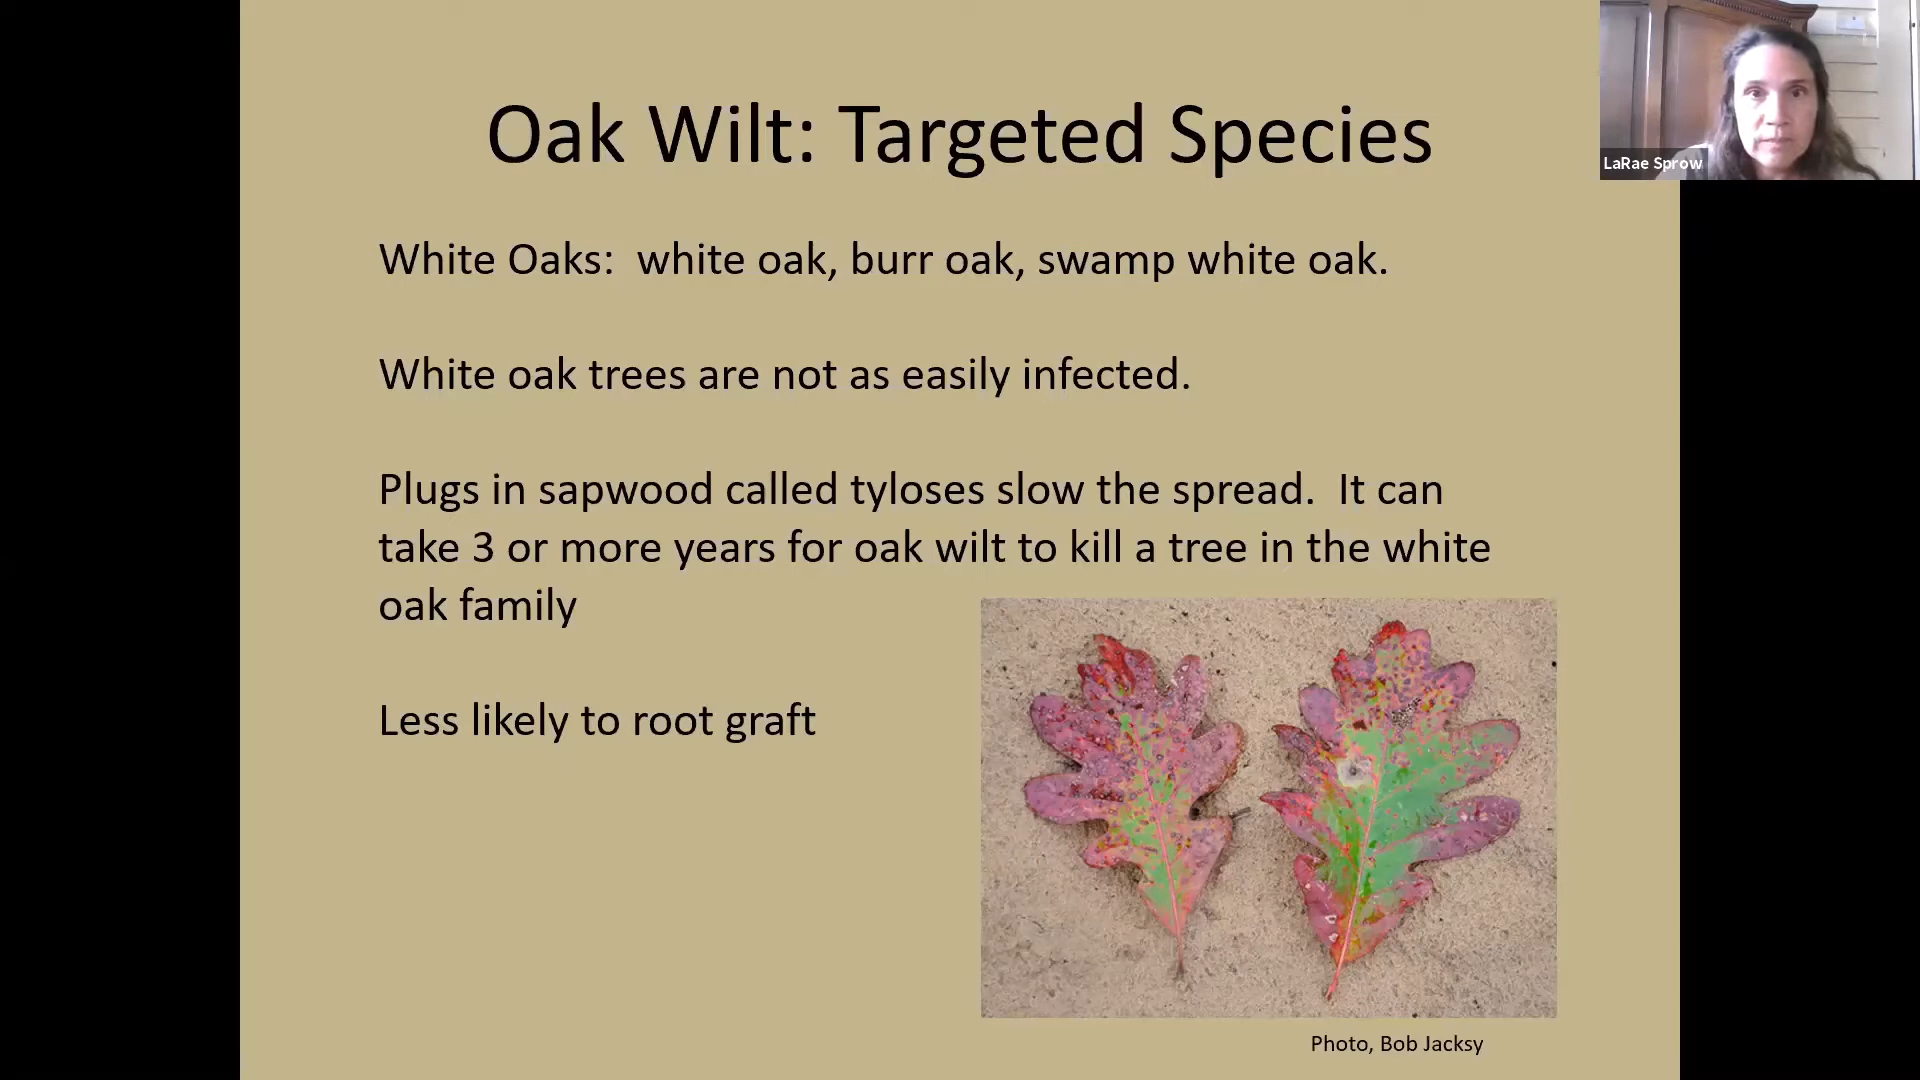 Oak Wilt: Targeted Species
LaRae Sprow
White Oaks:  white oak, burr oak, swamp white oak.
White oak trees are not as easily infected.
Plugs in sapwood called tyloses slow the spread.  It can
take 3 or more years for oak wilt to kill a tree in the white
oak family
Less likely to root graft
Photo, Bob Jacksy